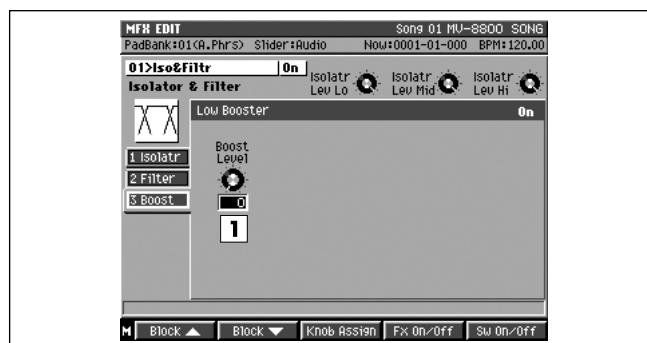 MFX EDIT Song 01 MV-8800 SONG
PadBank:01(A.Phrs) Slider:Audio Now:0001-01-000 BPM:120.00
01>Iso&Filtr On
Isolator & Filter
Isolatr Lev Lo
Isolatr Lev Mid
Isolatr Lev Hi
Low Booster On
1 Isolatr
2 Filter
3 Boost
Boost
Level
0
1
M Block ▲ Block ▼ Knob Assign FX On/Off Sw On/Off